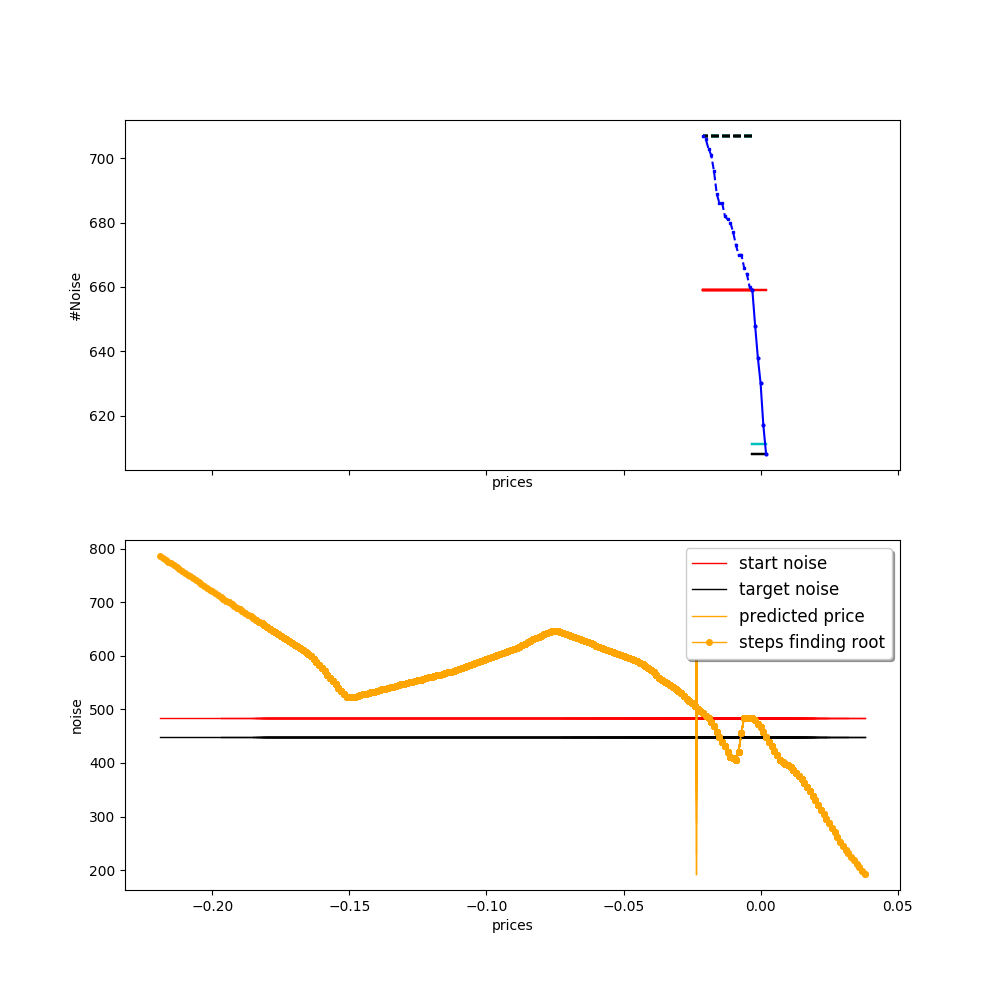 700
680
660
640
620
#Noise
prices
800
700
600
500
400
300
200
noise
start noise
target noise
predicted price
steps finding root
−0.20 −0.15 −0.10 −0.05 0.00 0.05
prices